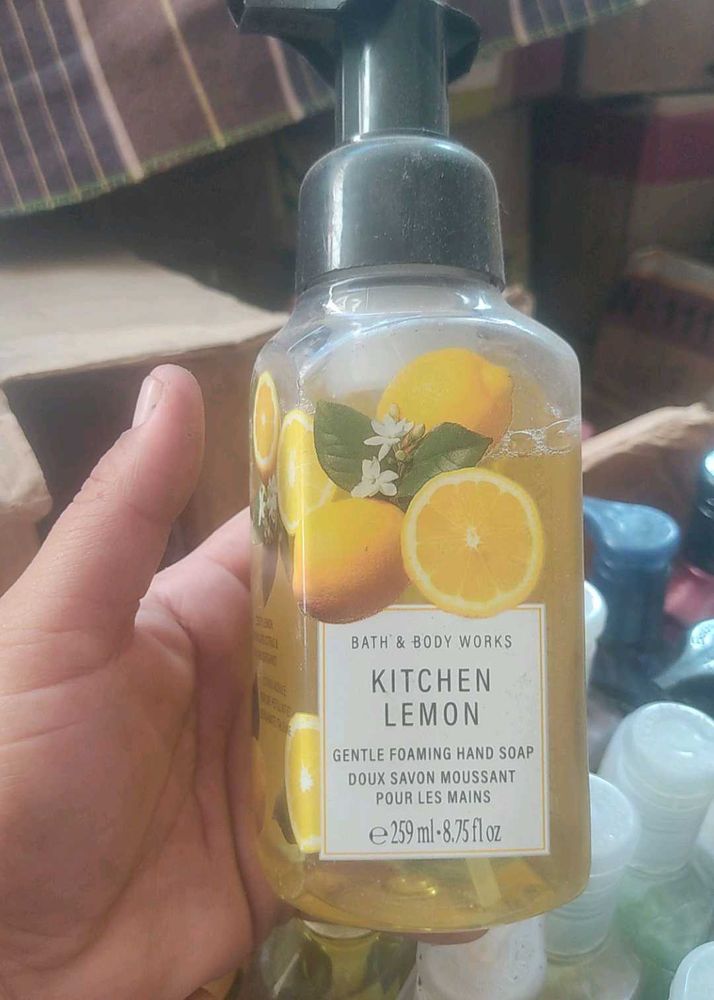 BATH & BODY WORKS
KITCHEN
LEMON
GENTLE FOAMING HAND SOAP
DOUX SAVON MOUSSANT
POUR LES MAINS
℮259 ml•8.75 fl oz